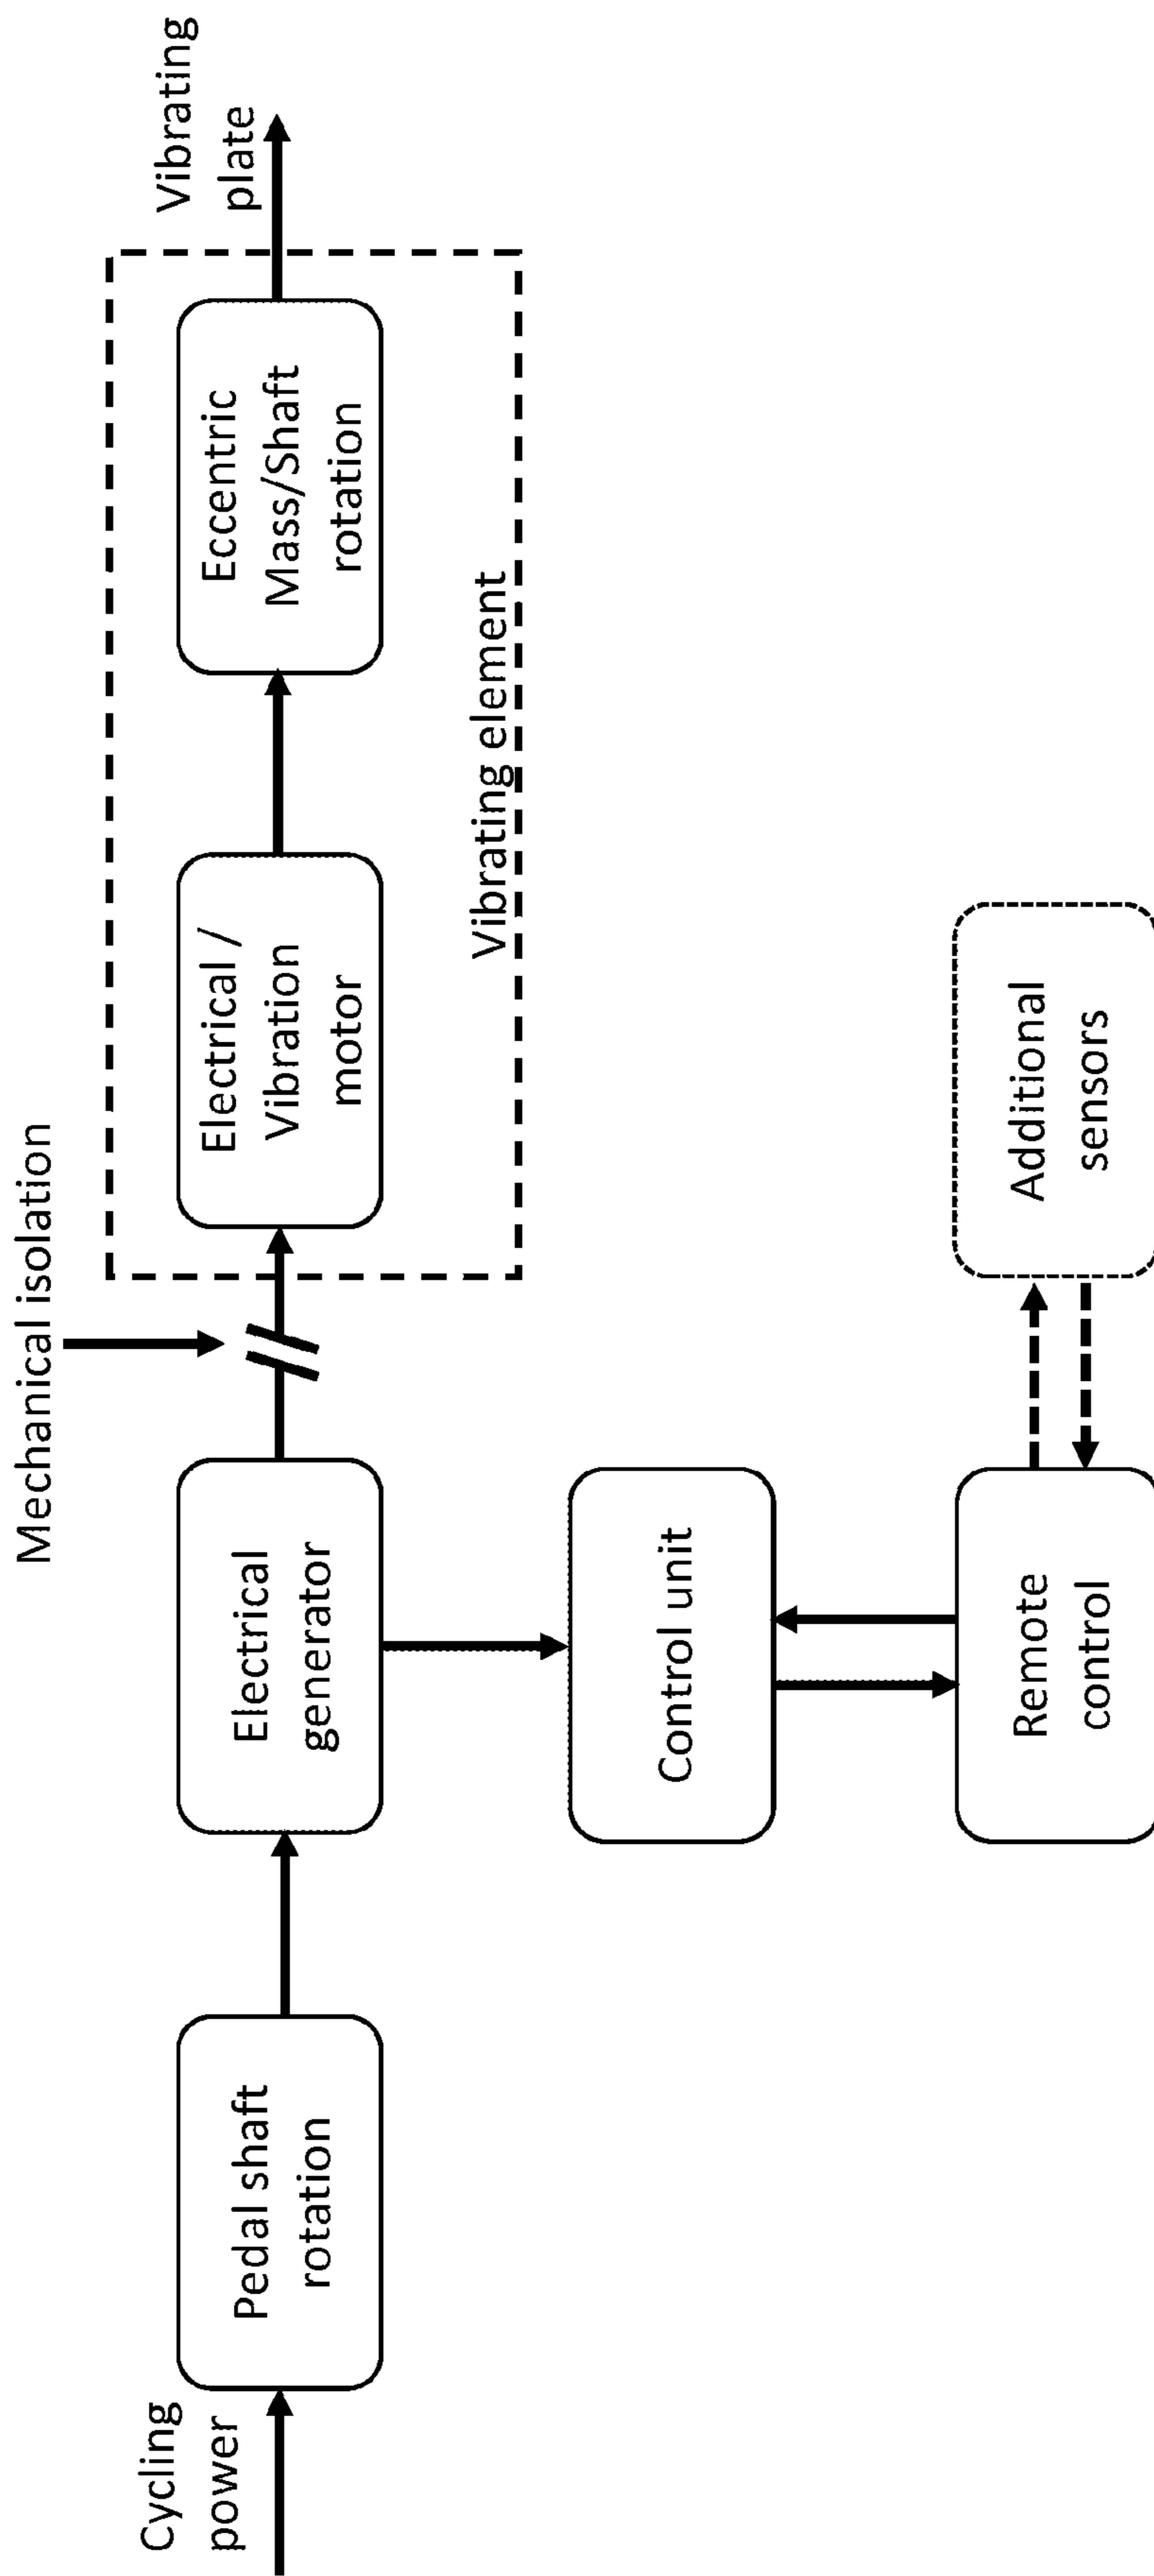 Mechanical isolation
Cycling
power
Pedal shaft
rotation
Electrical
generator
Electrical /
Vibration
motor
Eccentric
Mass/Shaft
rotation
Vibrating
plate
Vibrating element
Control unit
Remote
control
Additional
sensors